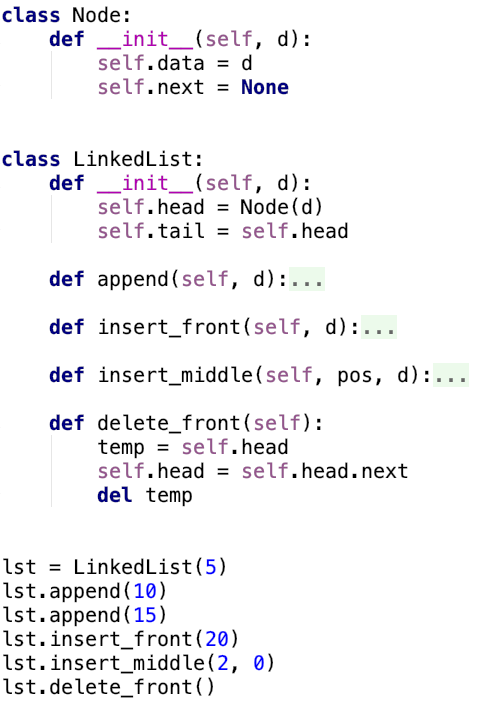 class Node:
    def __init__(self, d):
        self.data = d
        self.next = None
class LinkedList:
    def __init__(self, d):
        self.head = Node(d)
        self.tail = self.head
    def append(self, d):...
    def insert_front(self, d):...
    def insert_middle(self, pos, d):...
    def delete_front(self):
        temp = self.head
        self.head = self.head.next
        del temp
lst = LinkedList(5)
lst.append(10)
lst.append(15)
lst.insert_front(20)
lst.insert_middle(2, 0)
lst.delete_front()